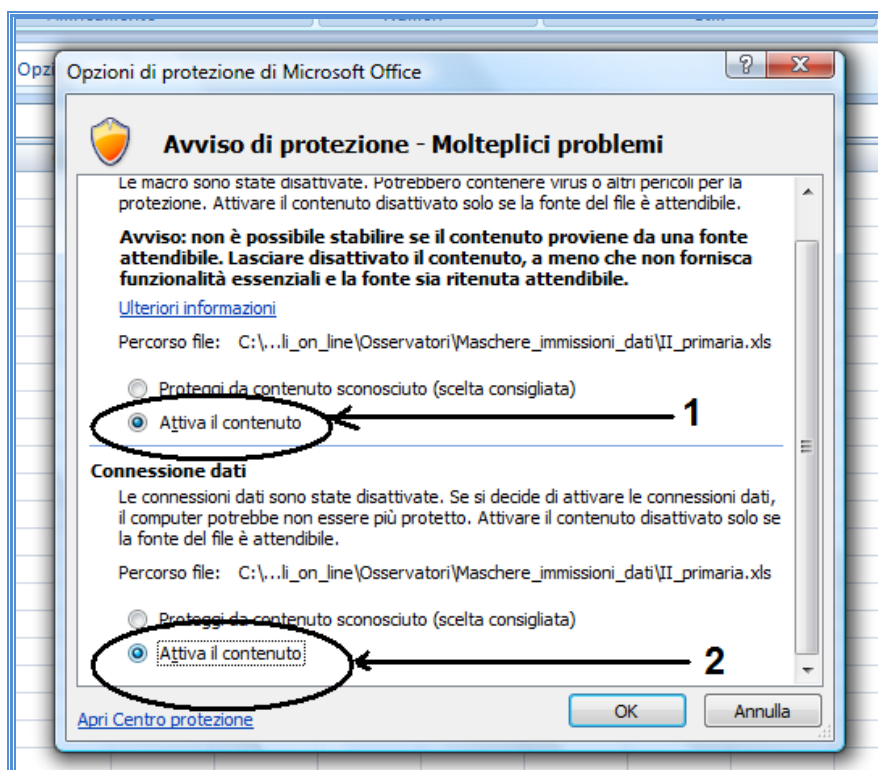 Opzi
Opzioni di protezione di Microsoft Office
Avviso di protezione - Molteplici problemi
Le macro sono state disattivate. Potrebbero contenere virus o altri pericoli per la
protezione. Attivare il contenuto disattivato solo se la fonte del file è attendibile.
Avviso: non è possibile stabilire se il contenuto proviene da una fonte
attendibile. Lasciare disattivato il contenuto, a meno che non fornisca
funzionalità essenziali e la fonte sia ritenuta attendibile.
Ulteriori informazioni
Percorso file: C:\...li_on_line\Osservatori\Maschere_immissioni_dati\II_primaria.xls
Proteggi da contenuto sconosciuto (scelta consigliata)
Attiva il contenuto
1
Connessione dati
Le connessioni dati sono state disattivate. Se si decide di attivare le connessioni dati,
il computer potrebbe non essere più protetto. Attivare il contenuto disattivato solo se
la fonte del file è attendibile.
Percorso file: C:\...li_on_line\Osservatori\Maschere_immissioni_dati\II_primaria.xls
Proteggi da contenuto sconosciuto (scelta consigliata)
Attiva il contenuto
2
Apri Centro protezione
OK
Annulla